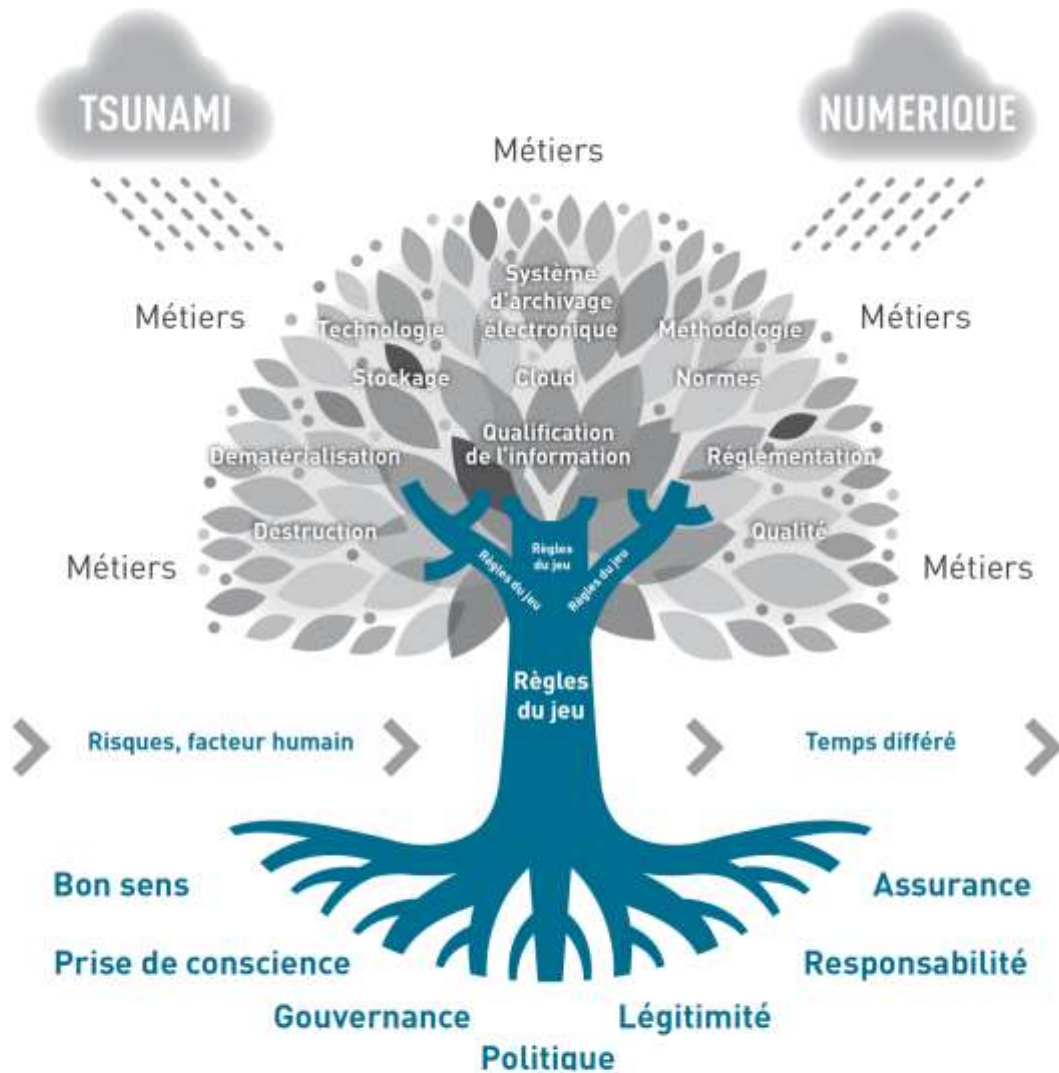 TSUNAMI
NUMERIQUE
Métiers
Métiers
Métiers
Système
d'archivage
électronique
Technologie
Méthodologie
Stockage
Cloud
Normes
Qualification
de l'information
Dématérialisation
Réglementation
Destruction
Qualité
Métiers
Métiers
Règles
du jeu
Règles du jeu
Règles du jeu
Règles
du jeu
Risques, facteur humain
Temps différé
Bon sens
Assurance
Prise de conscience
Responsabilité
Gouvernance
Légitimité
Politique